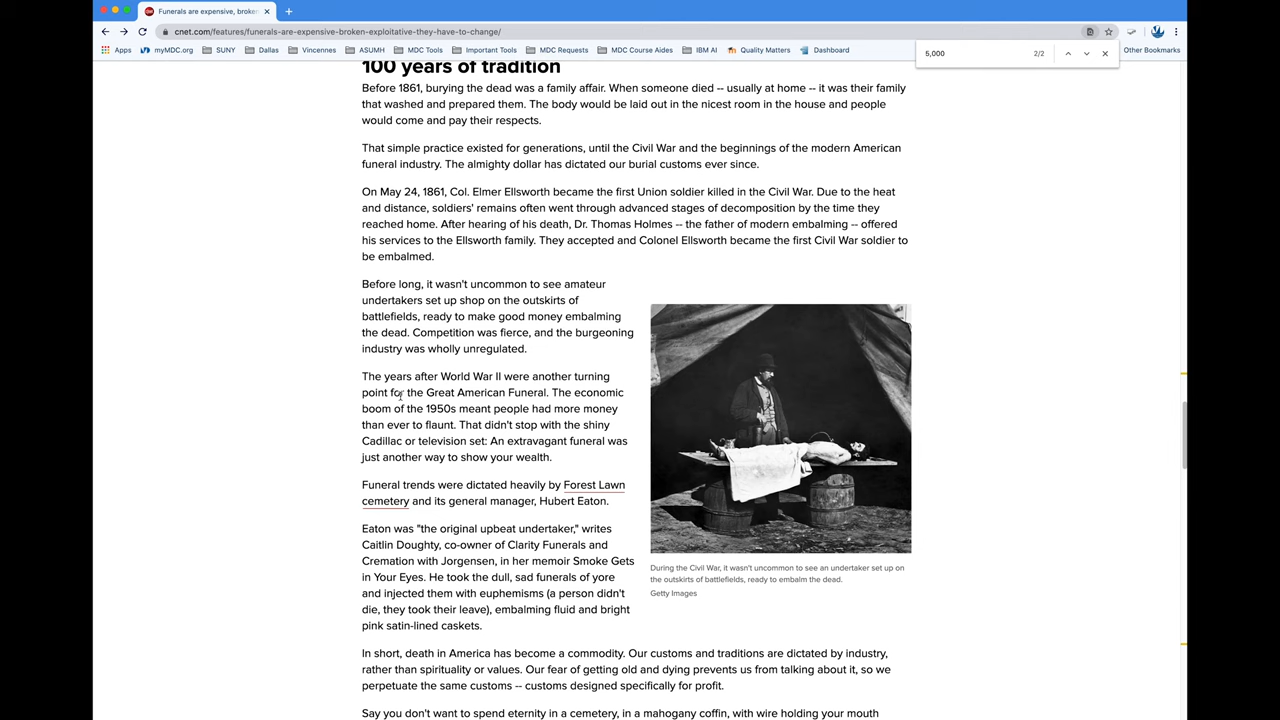 Funerals are expensive, broke
cnet.com/features/funerals-are-expensive-broken-exploitative-they-have-to-change/
Apps myMDC.org SUNY Dallas Vincennes ASUMH MDC Tools Important Tools MDC Requests MDC Course Aides IBM AI Quality Matters Dashboard Other Bookmarks
5,000 2/2
100 years of tradition
Before 1861, burying the dead was a family affair. When someone died -- usually at home -- it was their family
that washed and prepared them. The body would be laid out in the nicest room in the house and people
would come and pay their respects.
That simple practice existed for generations, until the Civil War and the beginnings of the modern American
funeral industry. The almighty dollar has dictated our burial customs ever since.
On May 24, 1861, Col. Elmer Ellsworth became the first Union soldier killed in the Civil War. Due to the heat
and distance, soldiers' remains often went through advanced stages of decomposition by the time they
reached home. After hearing of his death, Dr. Thomas Holmes -- the father of modern embalming -- offered
his services to the Ellsworth family. They accepted and Colonel Ellsworth became the first Civil War soldier to
be embalmed.
Before long, it wasn't uncommon to see amateur
undertakers set up shop on the outskirts of
battlefields, ready to make good money embalming
the dead. Competition was fierce, and the burgeoning
industry was wholly unregulated.
The years after World War II were another turning
point for the Great American Funeral. The economic
boom of the 1950s meant people had more money
than ever to flaunt. That didn't stop with the shiny
Cadillac or television set: An extravagant funeral was
just another way to show your wealth.
Funeral trends were dictated heavily by Forest Lawn
cemetery and its general manager, Hubert Eaton.
Eaton was "the original upbeat undertaker," writes
Caitlin Doughty, co-owner of Clarity Funerals and
Cremation with Jorgensen, in her memoir Smoke Gets
in Your Eyes. He took the dull, sad funerals of yore
and injected them with euphemisms (a person didn't
die, they took their leave), embalming fluid and bright
pink satin-lined caskets.
During the Civil War, it wasn't uncommon to see an undertaker set up on
the outskirts of battlefields, ready to embalm the dead.
Getty Images
In short, death in America has become a commodity. Our customs and traditions are dictated by industry,
rather than spirituality or values. Our fear of getting old and dying prevents us from talking about it, so we
perpetuate the same customs -- customs designed specifically for profit.
Say you don't want to spend eternity in a cemetery, in a mahogany coffin, with wire holding your mouth